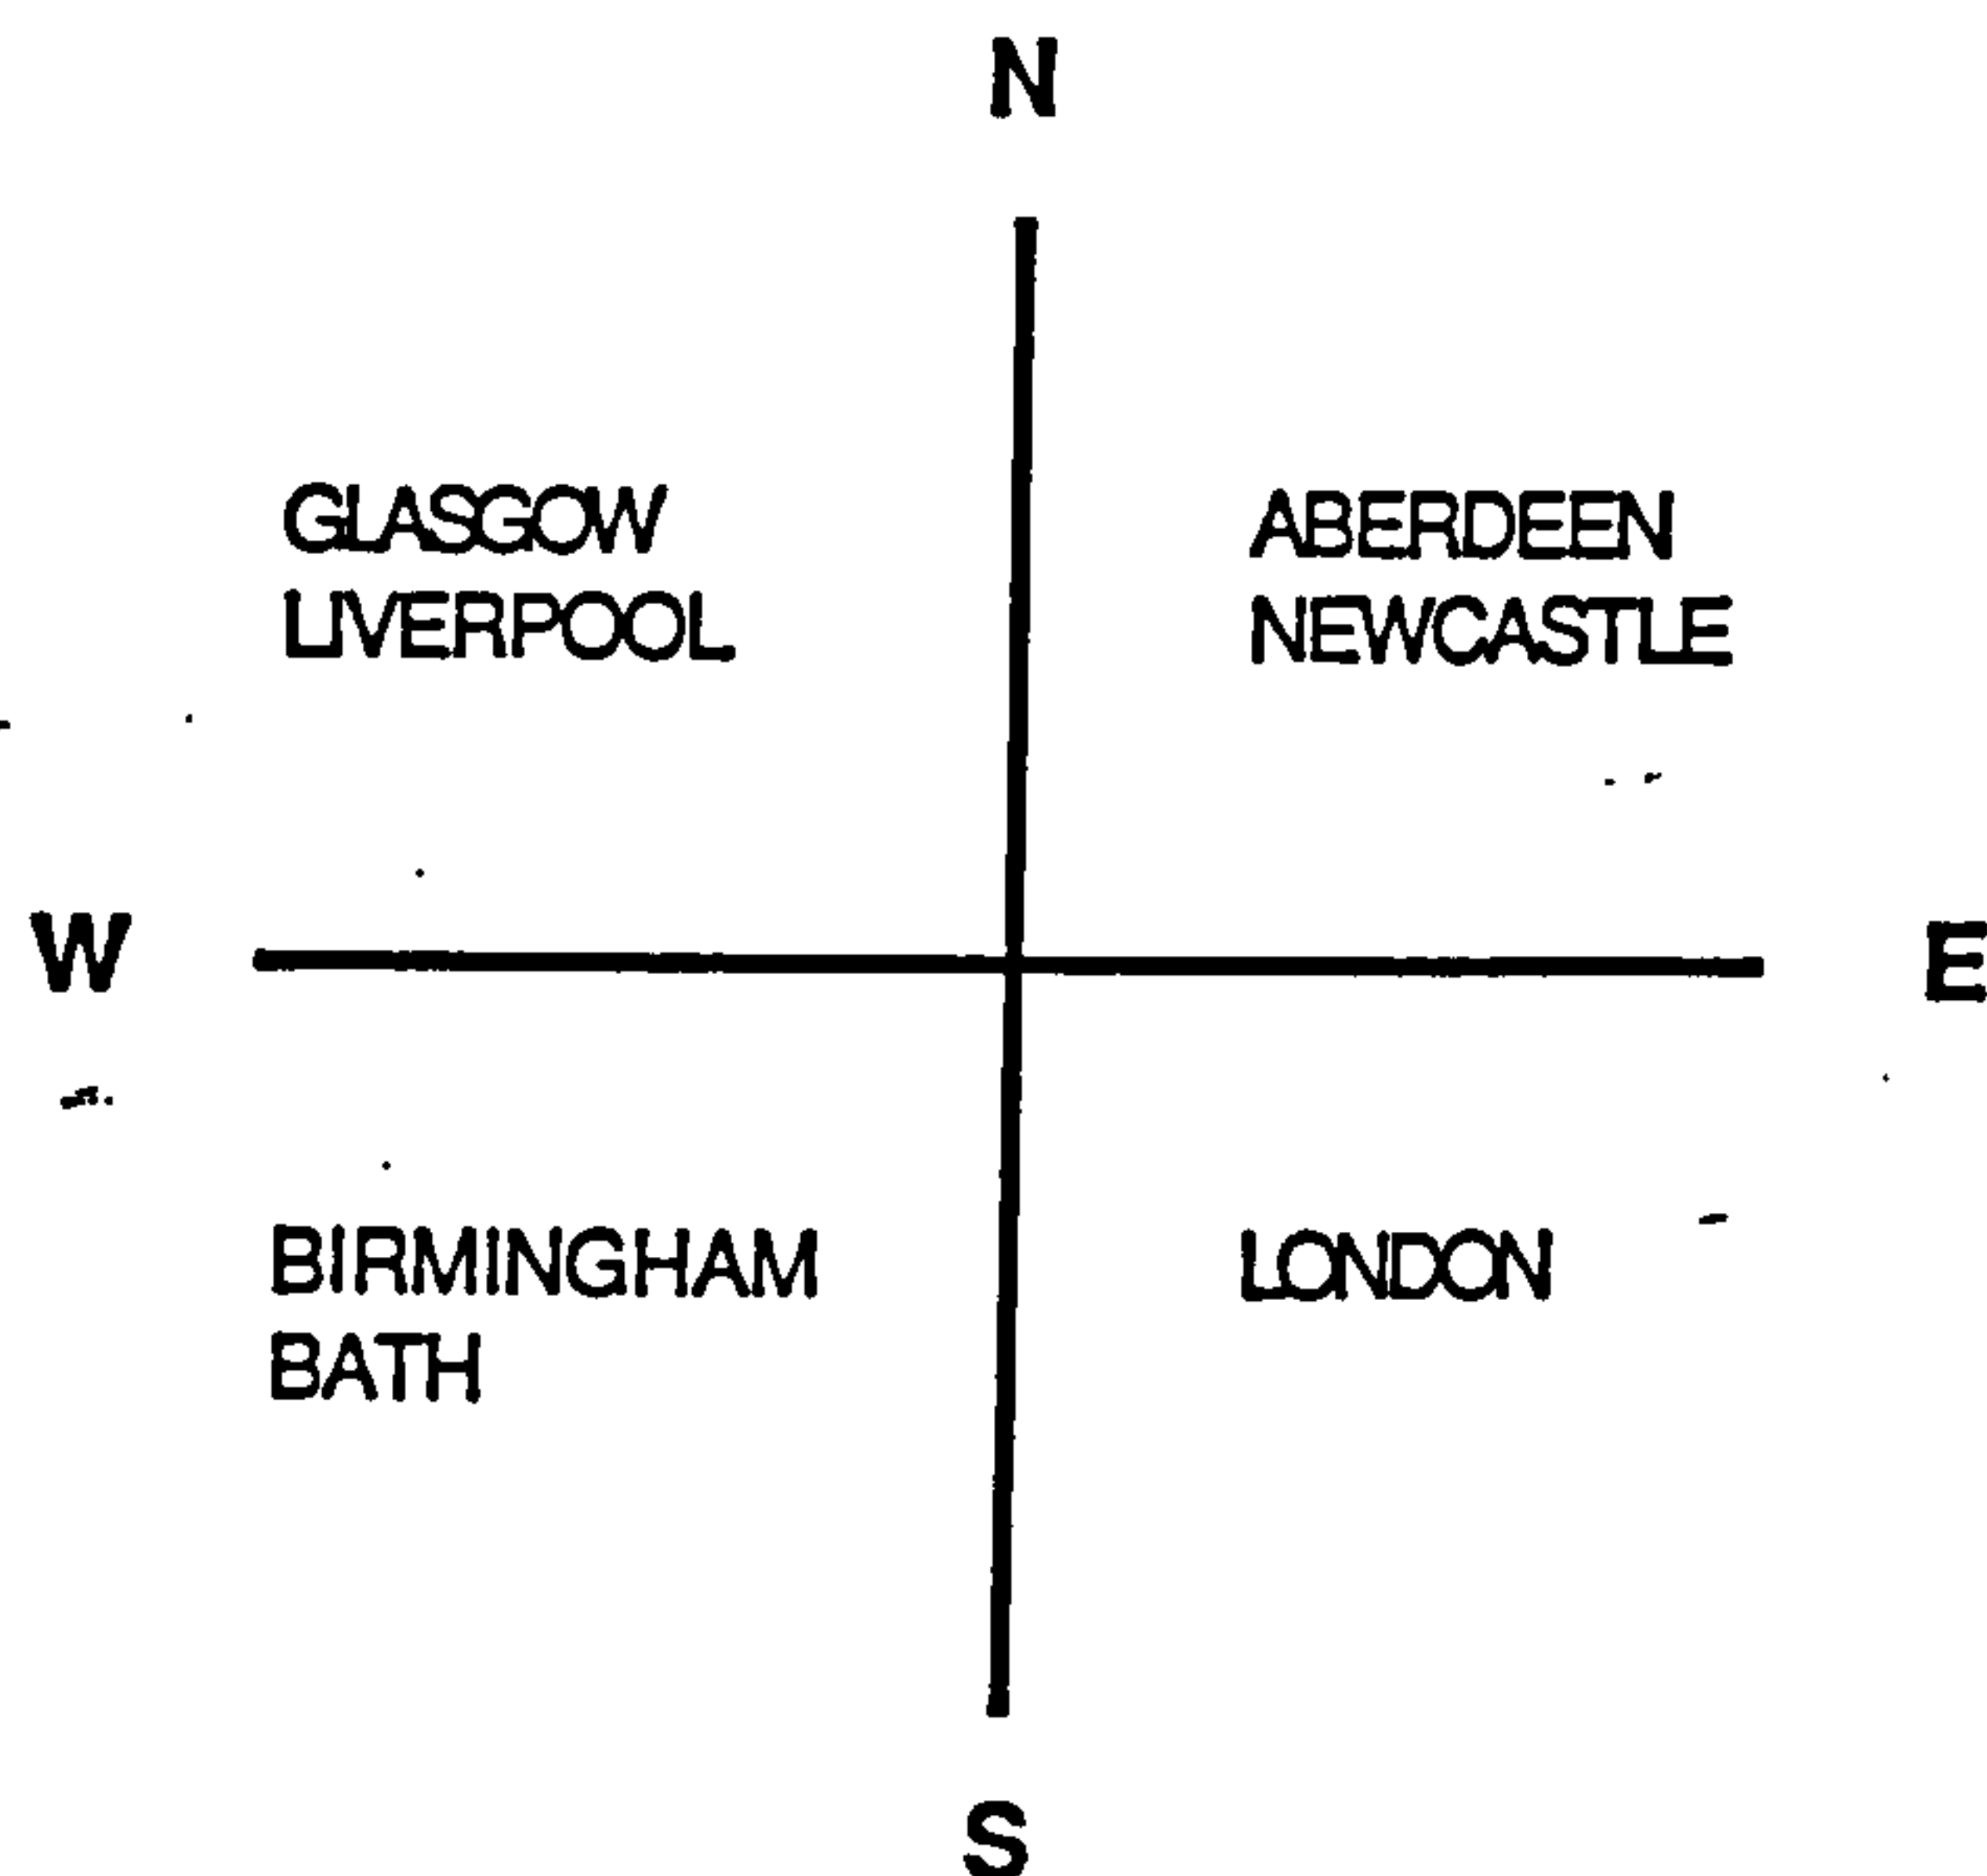 N
GLASGOW
LIVERPOOL
ABERDEEN
NEWCASTLE
W
E
BIRMINGHAM
BATH
LONDON
S